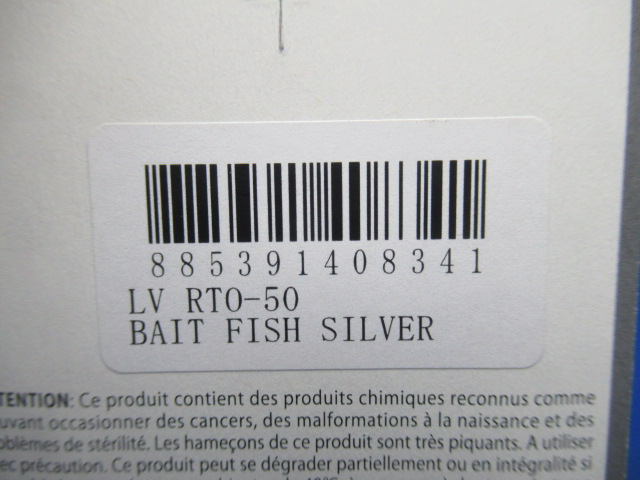 885391408341
LV RTO-50
BAIT FISH SILVER
TENTION: Ce produit contient des produits chimiques reconnus comme
uvant occasionner des cancers, des malformations à la naissance et des
oblèmes de stérilité. Les hameçons de ce produit sont très piquants. A utiliser
ec précaution. Ce produit peut se dégrader partiellement ou en intégralité si